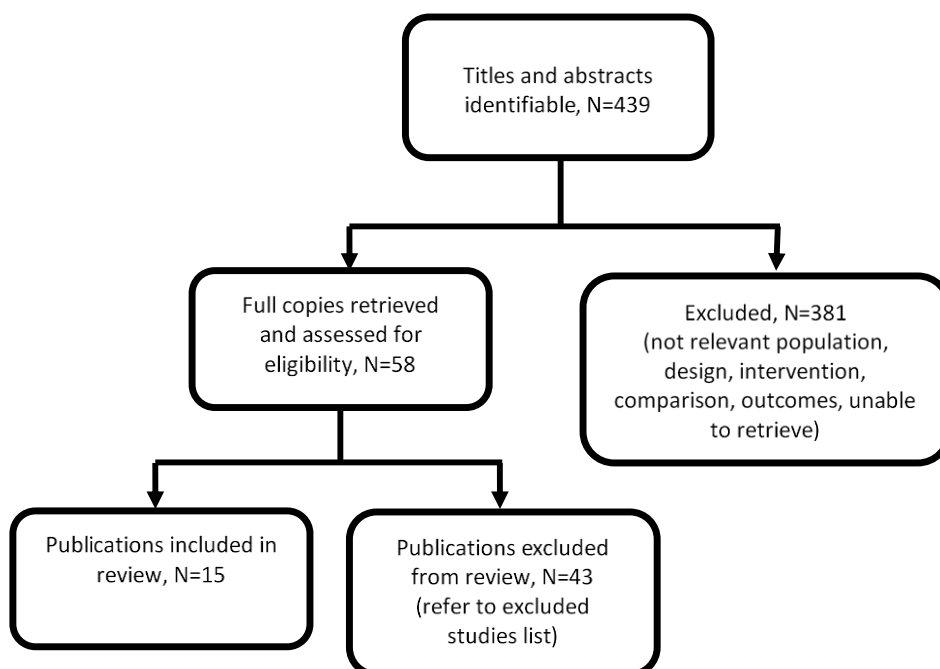 Titles and abstracts
identifiable, N=439
Full copies retrieved
and assessed for
eligibility, N=58
Excluded, N=381
(not relevant population,
design, intervention,
comparison, outcomes, unable
to retrieve)
Publications included in
review, N=15
Publications excluded
from review, N=43
(refer to excluded
studies list)